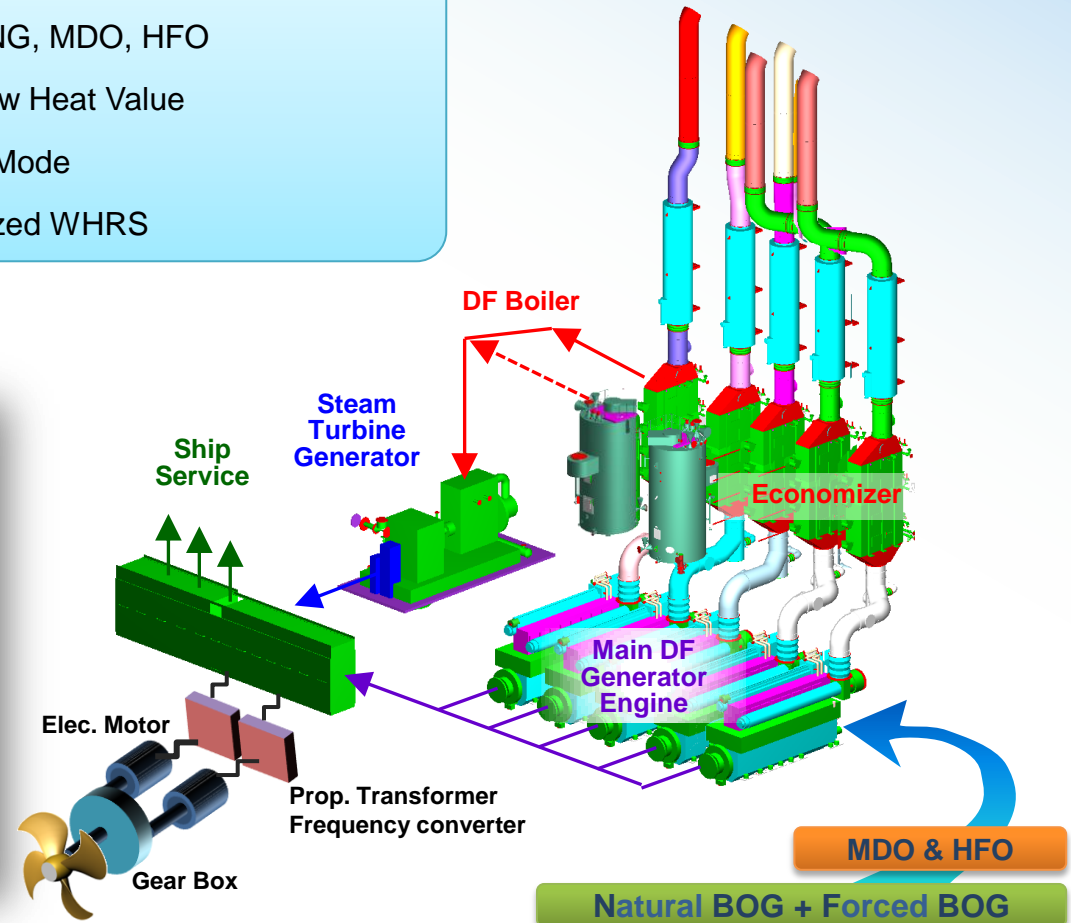 NG, MDO, HFO
w Heat Value
Mode
zed WHRS
DF Boiler
Steam
Turbine
Generator
Ship
Service
Economizer
Main DF
Generator
Engine
Elec. Motor
Prop. Transformer
Frequency converter
Gear Box
MDO & HFO
Natural BOG + Forced BOG